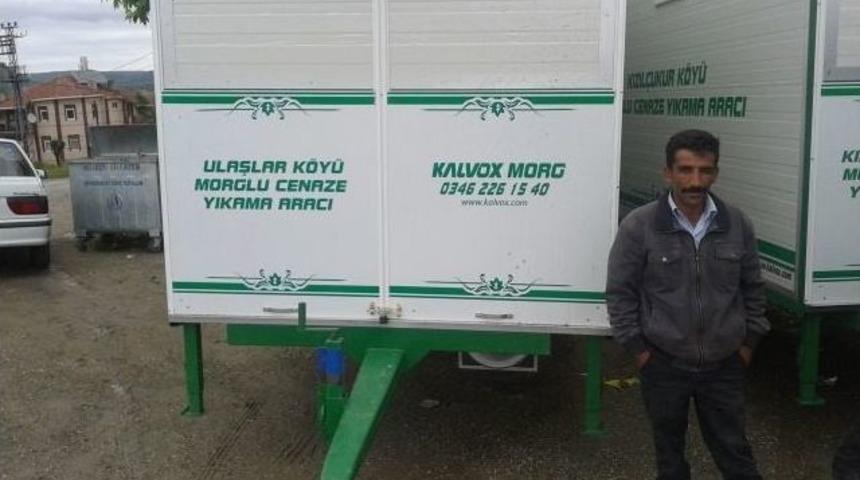 ULAŞLAR KÖYÜ
MORGLU CENAZE
YIKAMA ARACI
KALVOX MORG
0346 226 15 40
www.kalvox.com
KIZILÇUKUR KÖYÜ
LU CENAZE YIKAMA ARACI